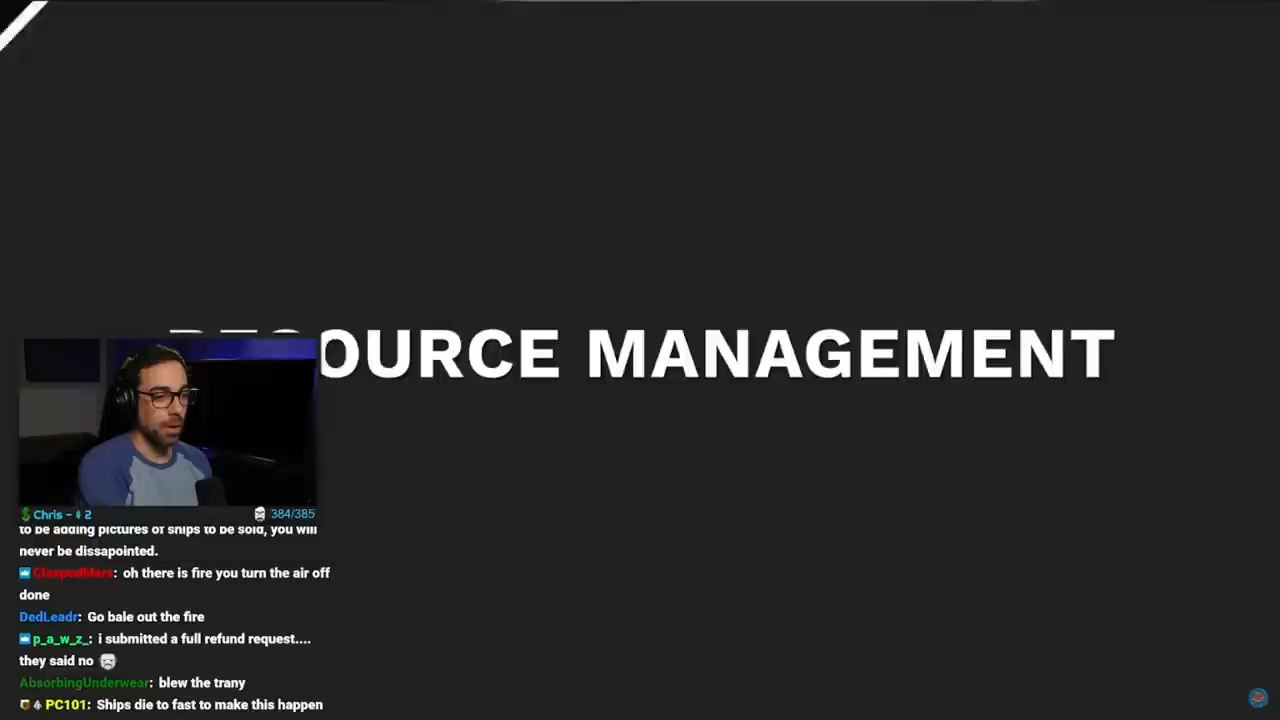 OURCE MANAGEMENT
Chris - $ 2
384/385
to be adding pictures of ships to be sold, you will
never be dissapointed.
ClaspedMars: oh there is fire you turn the air off
done
DedLeadr: Go bale out the fire
p_a_w_z_: i submitted a full refund request....
they said no
AbsorbingUnderwear: blew the trany
PC101: Ships die to fast to make this happen